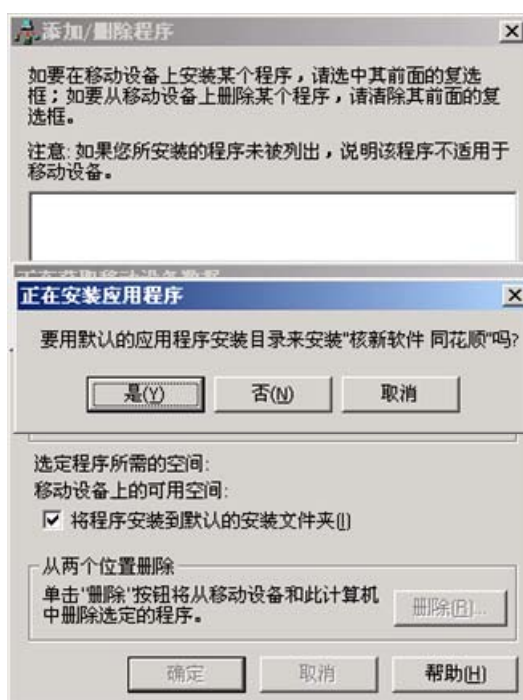 添加/删除程序
如要在移动设备上安装某个程序，请选中其前面的复选
框；如要从移动设备上删除某个程序，请清除其前面的复
选框。
注意:如果您所安装的程序未被列出，说明该程序不适用于
移动设备。
正在获取移动设备数据
正在安装应用程序
要用默认的应用程序安装目录来安装"核新软件 同花顺"吗?
是(Y) 否(N) 取消
选定程序所需的空间:
移动设备上的可用空间:
将程序安装到默认的安装文件夹(I)
从两个位置删除
单击'删除'按钮将从移动设备和此计算机
中删除选定的程序。
删除(R)...
确定 取消 帮助(H)